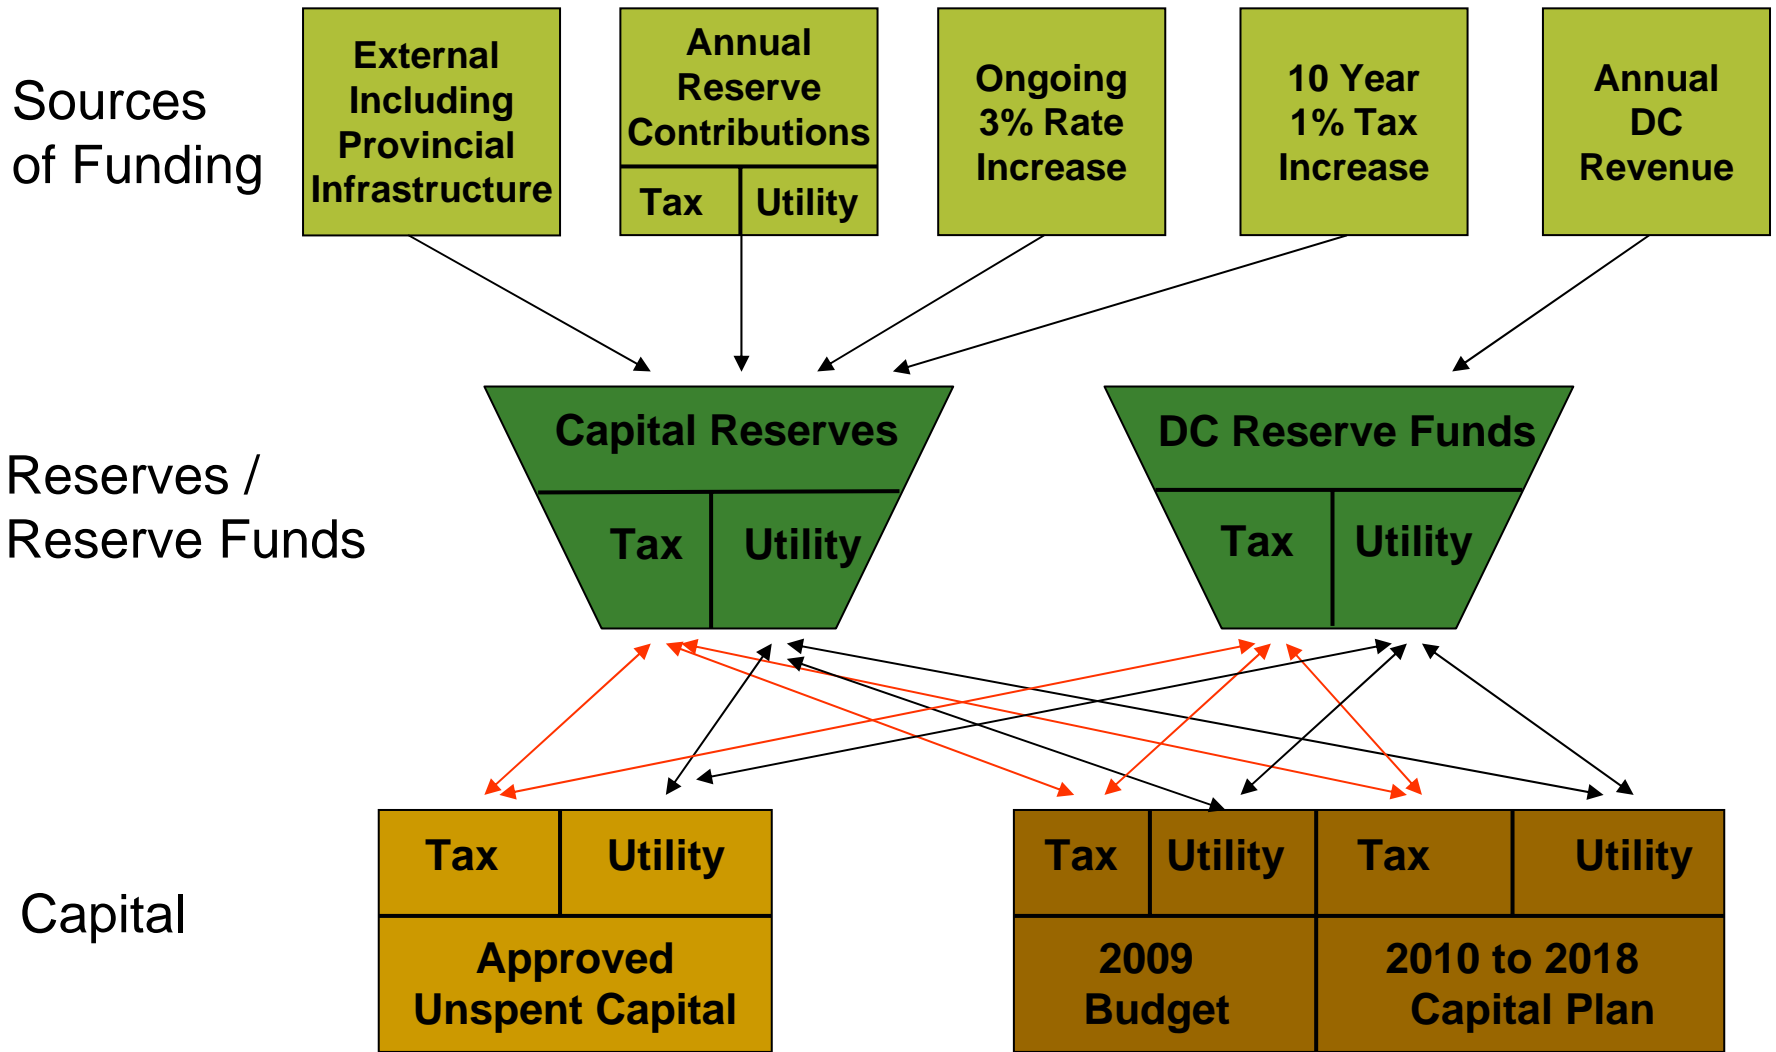 Sources
of Funding
External
Including
Provincial
Infrastructure
Annual
Reserve
Contributions
Tax
Utility
Ongoing
3% Rate
Increase
10 Year
1% Tax
Increase
Annual
DC
Revenue
Reserves /
Reserve Funds
Capital Reserves
Tax
Utility
DC Reserve Funds
Tax
Utility
Capital
Tax
Utility
Approved
Unspent Capital
Tax
Utility
Tax
Utility
2009
Budget
2010 to 2018
Capital Plan